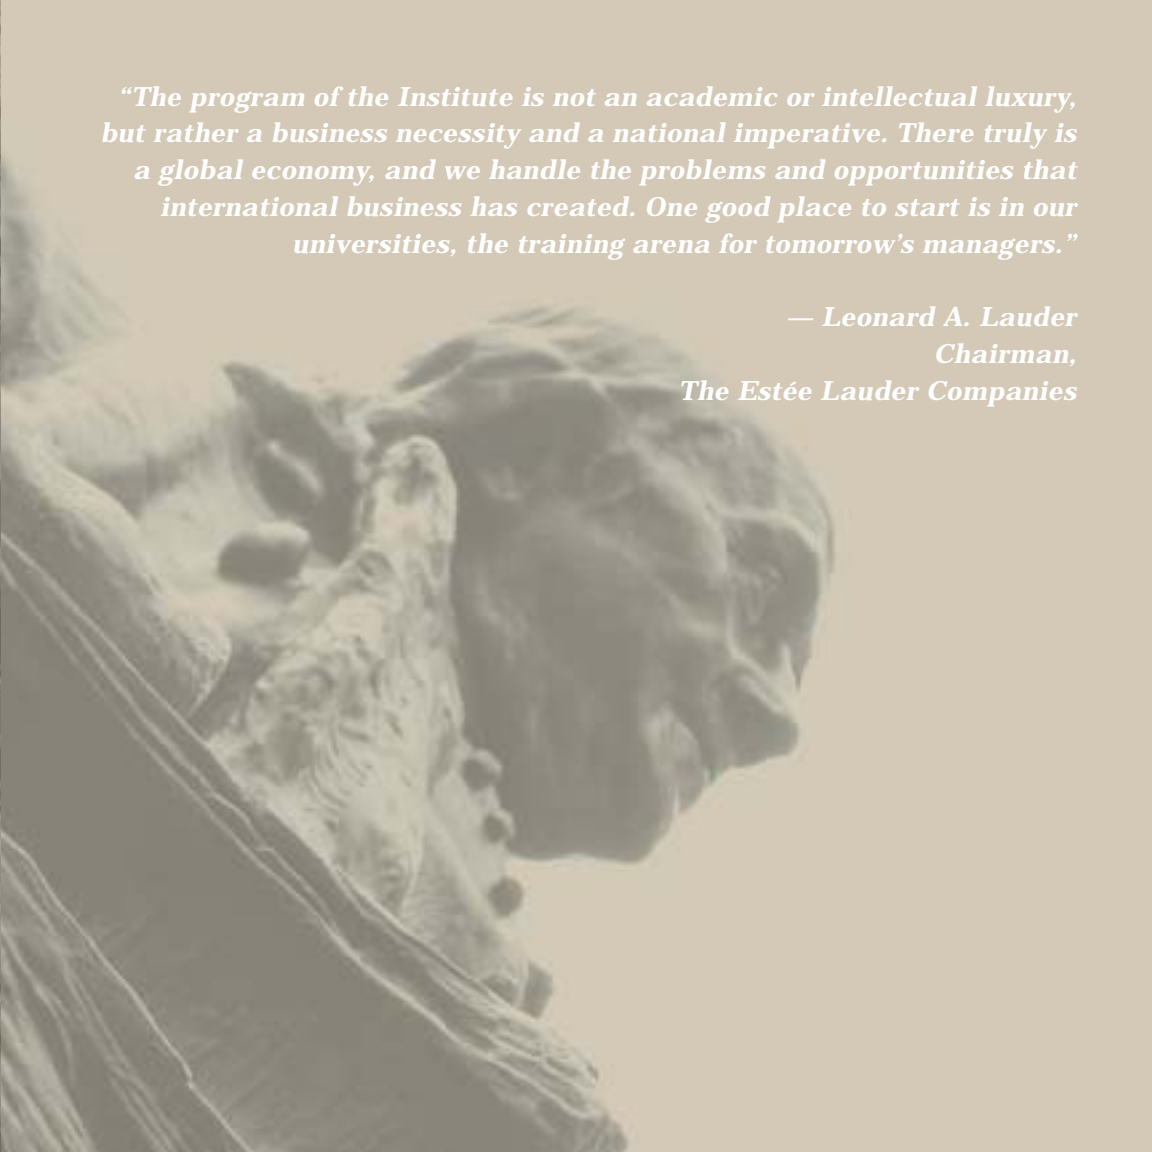 “The program of the Institute is not an academic or intellectual luxury,
but rather a business necessity and a national imperative. There truly is
a global economy, and we handle the problems and opportunities that
international business has created. One good place to start is in our
universities, the training arena for tomorrow’s managers.”
— Leonard A. Lauder
Chairman,
The Estée Lauder Companies